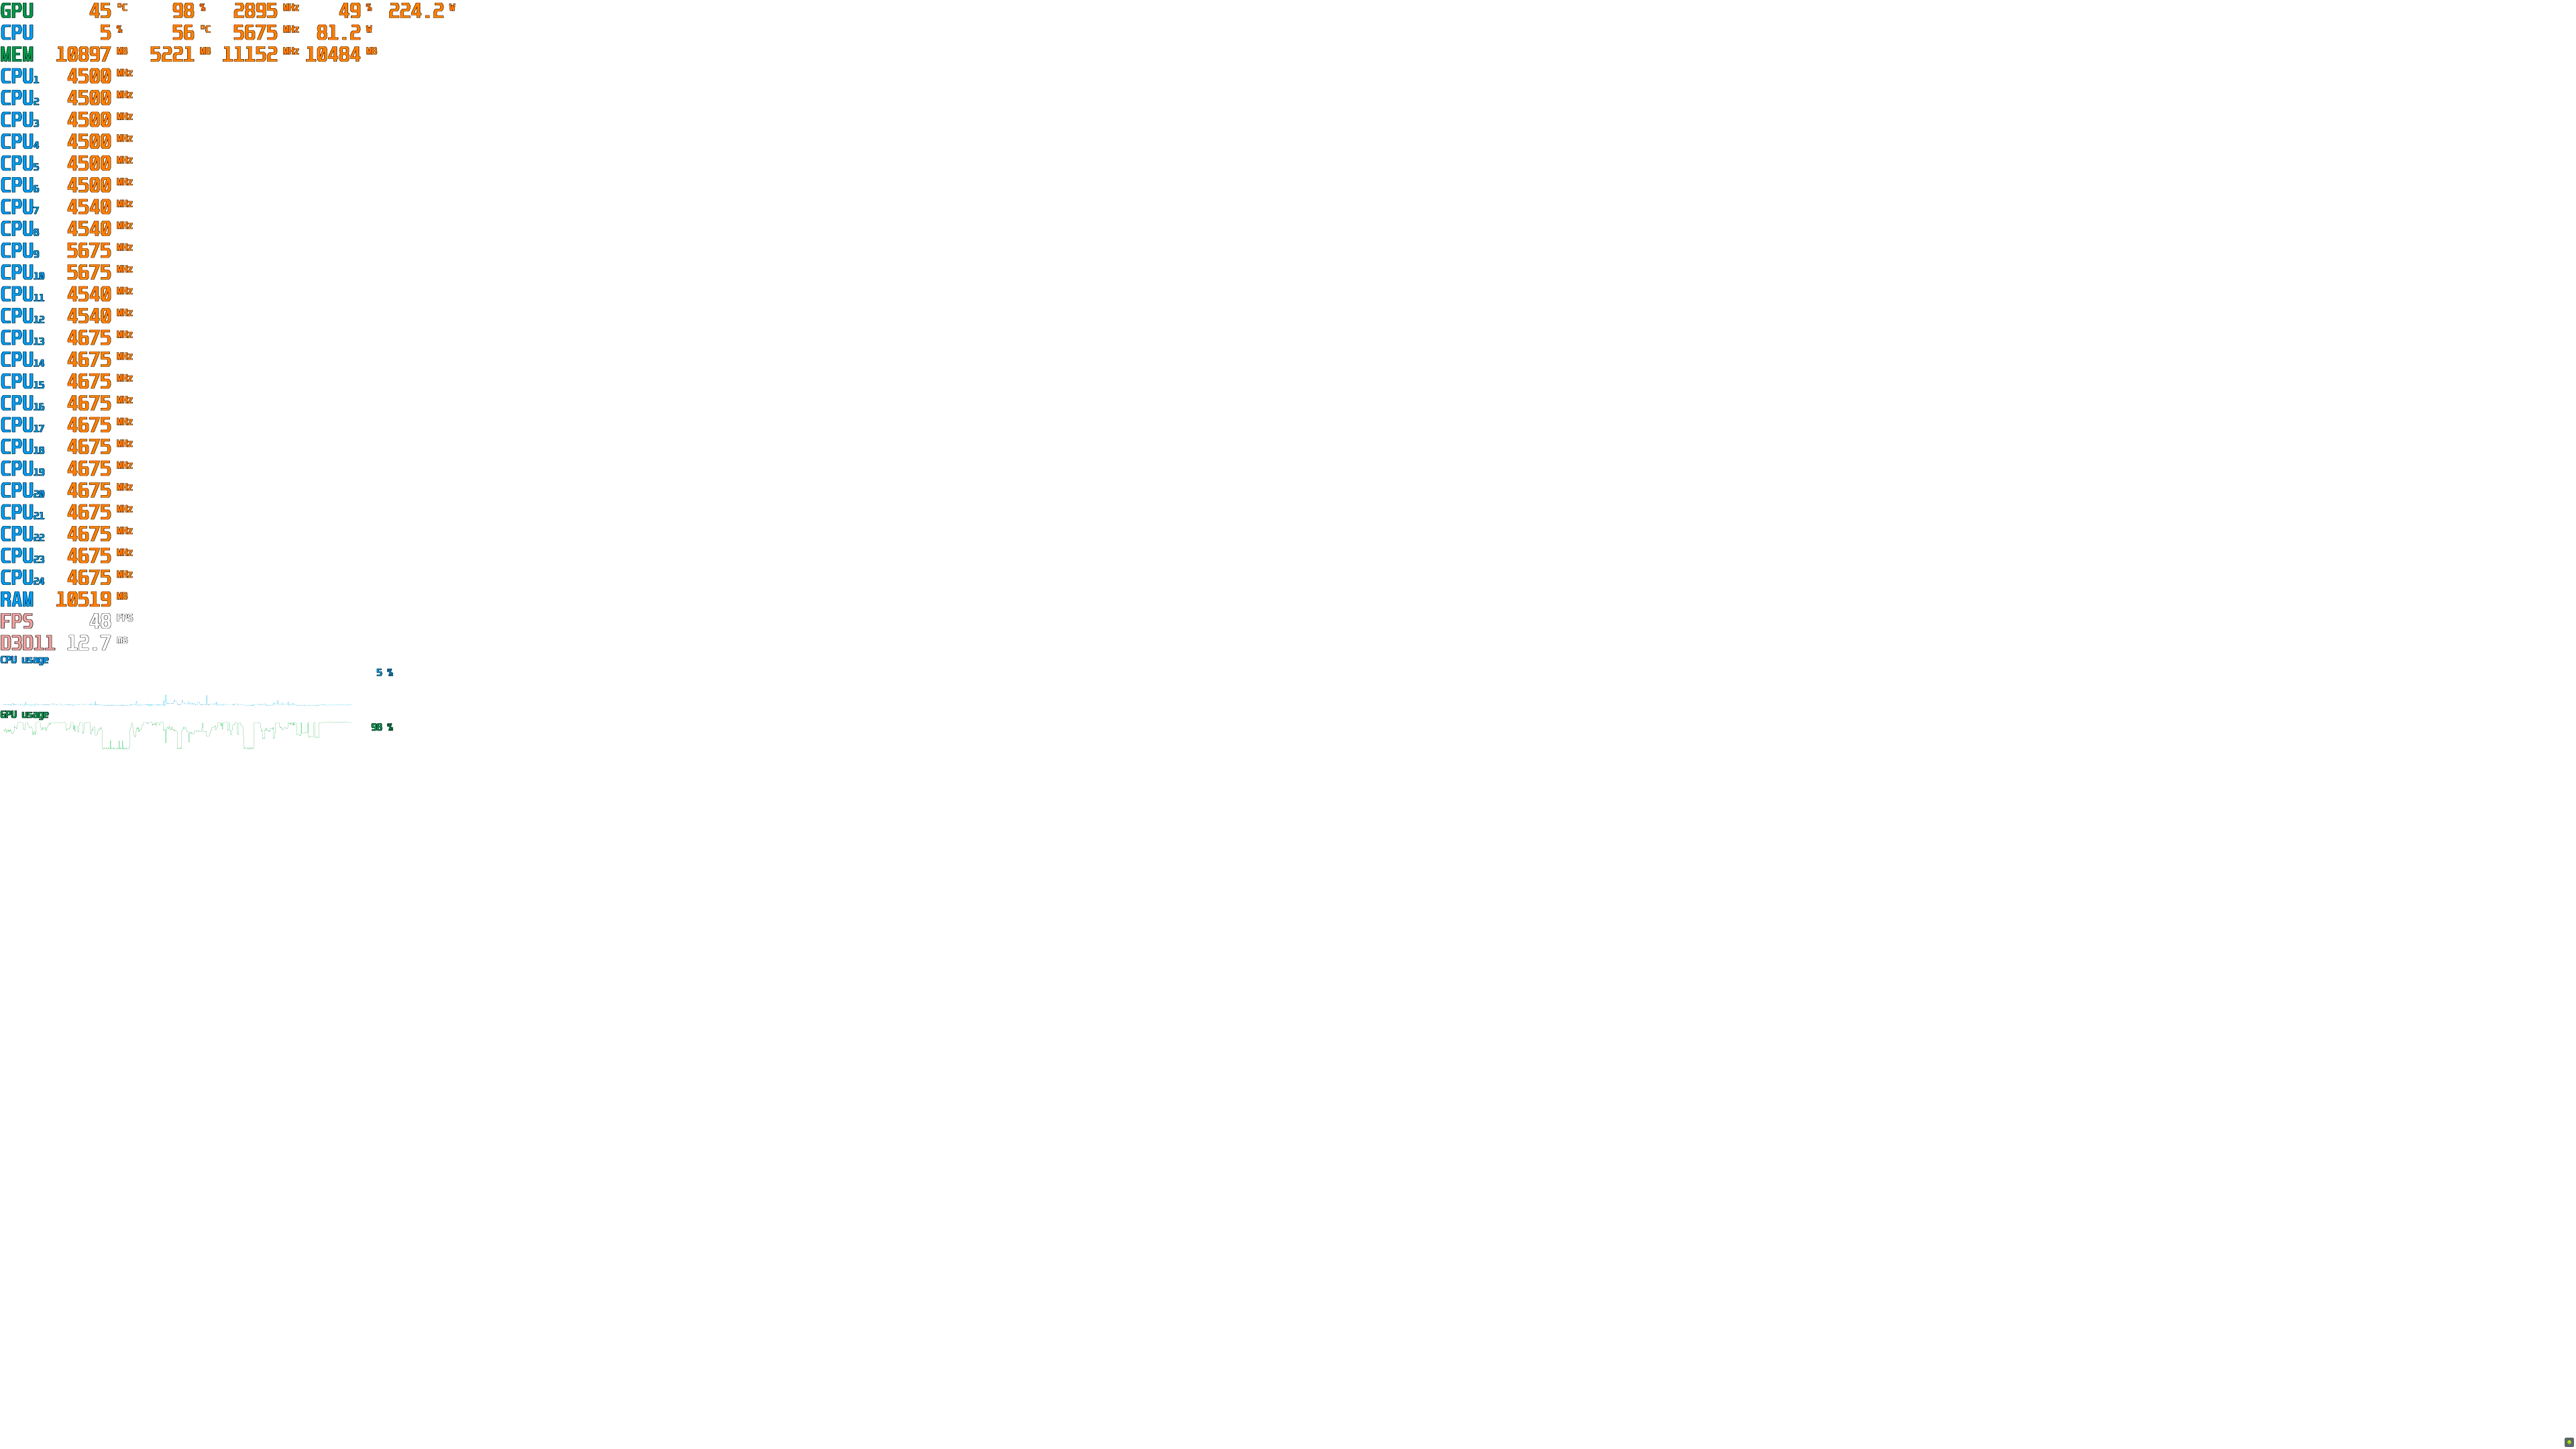 GPU 45 °C 98 % 2895 MHz 49 % 224.2 W
CPU 5 % 56 °C 5675 MHz 81.2 W
MEM 10897 MB 5221 MB 11152 MHz 10484 MB
CPU1 4500 MHz
CPU2 4500 MHz
CPU3 4500 MHz
CPU4 4500 MHz
CPU5 4500 MHz
CPU6 4500 MHz
CPU7 4540 MHz
CPU8 4540 MHz
CPU9 5675 MHz
CPU10 5675 MHz
CPU11 4540 MHz
CPU12 4540 MHz
CPU13 4675 MHz
CPU14 4675 MHz
CPU15 4675 MHz
CPU16 4675 MHz
CPU17 4675 MHz
CPU18 4675 MHz
CPU19 4675 MHz
CPU20 4675 MHz
CPU21 4675 MHz
CPU22 4675 MHz
CPU23 4675 MHz
CPU24 4675 MHz
RAM 10519 MB
FPS 48 FPS
D3D11 12.7 ms
CPU usage
5 %
GPU usage
98 %